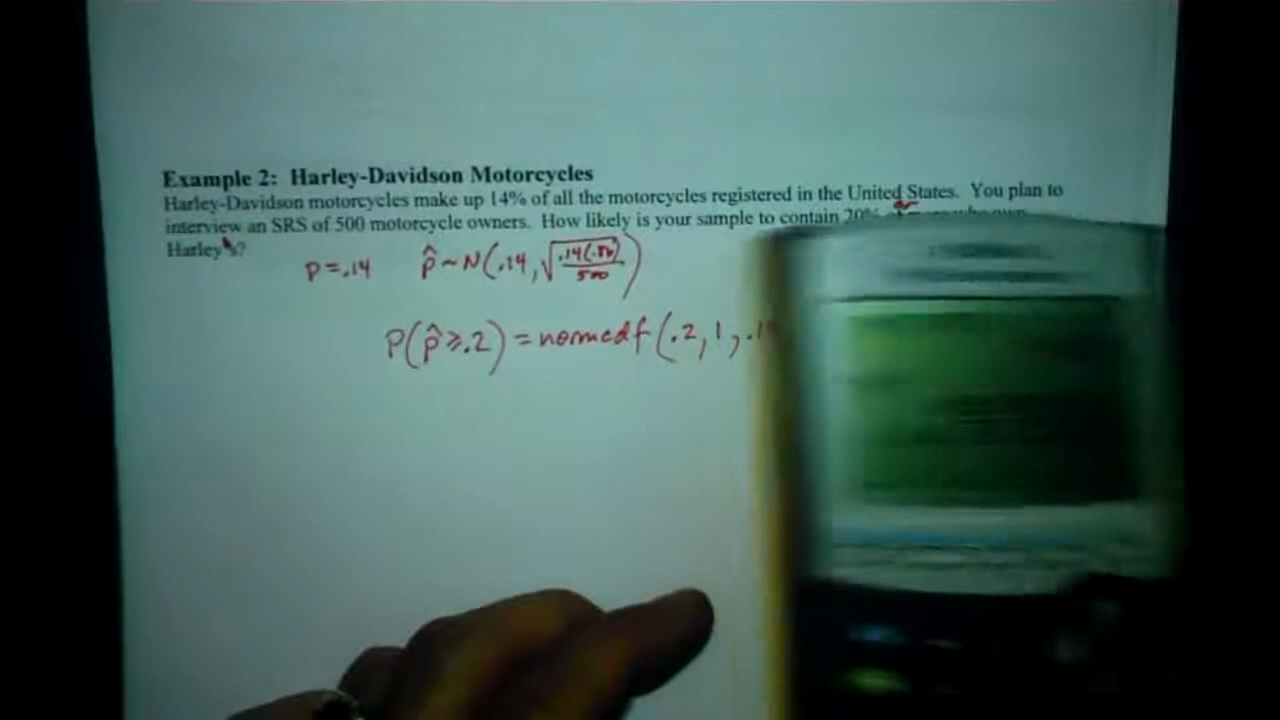 Example 2: Harley-Davidson Motorcycles
Harley-Davidson motorcycles make up 14% of all the motorcycles registered in the United States. You plan to
interview an SRS of 500 motorcycle owners. How likely is your sample to contain 20%
Harley's?
p=.14 p̂~N(.14, √(.14(.86)/500))
P(p̂≥.2) = normcdf(.2,1,.1